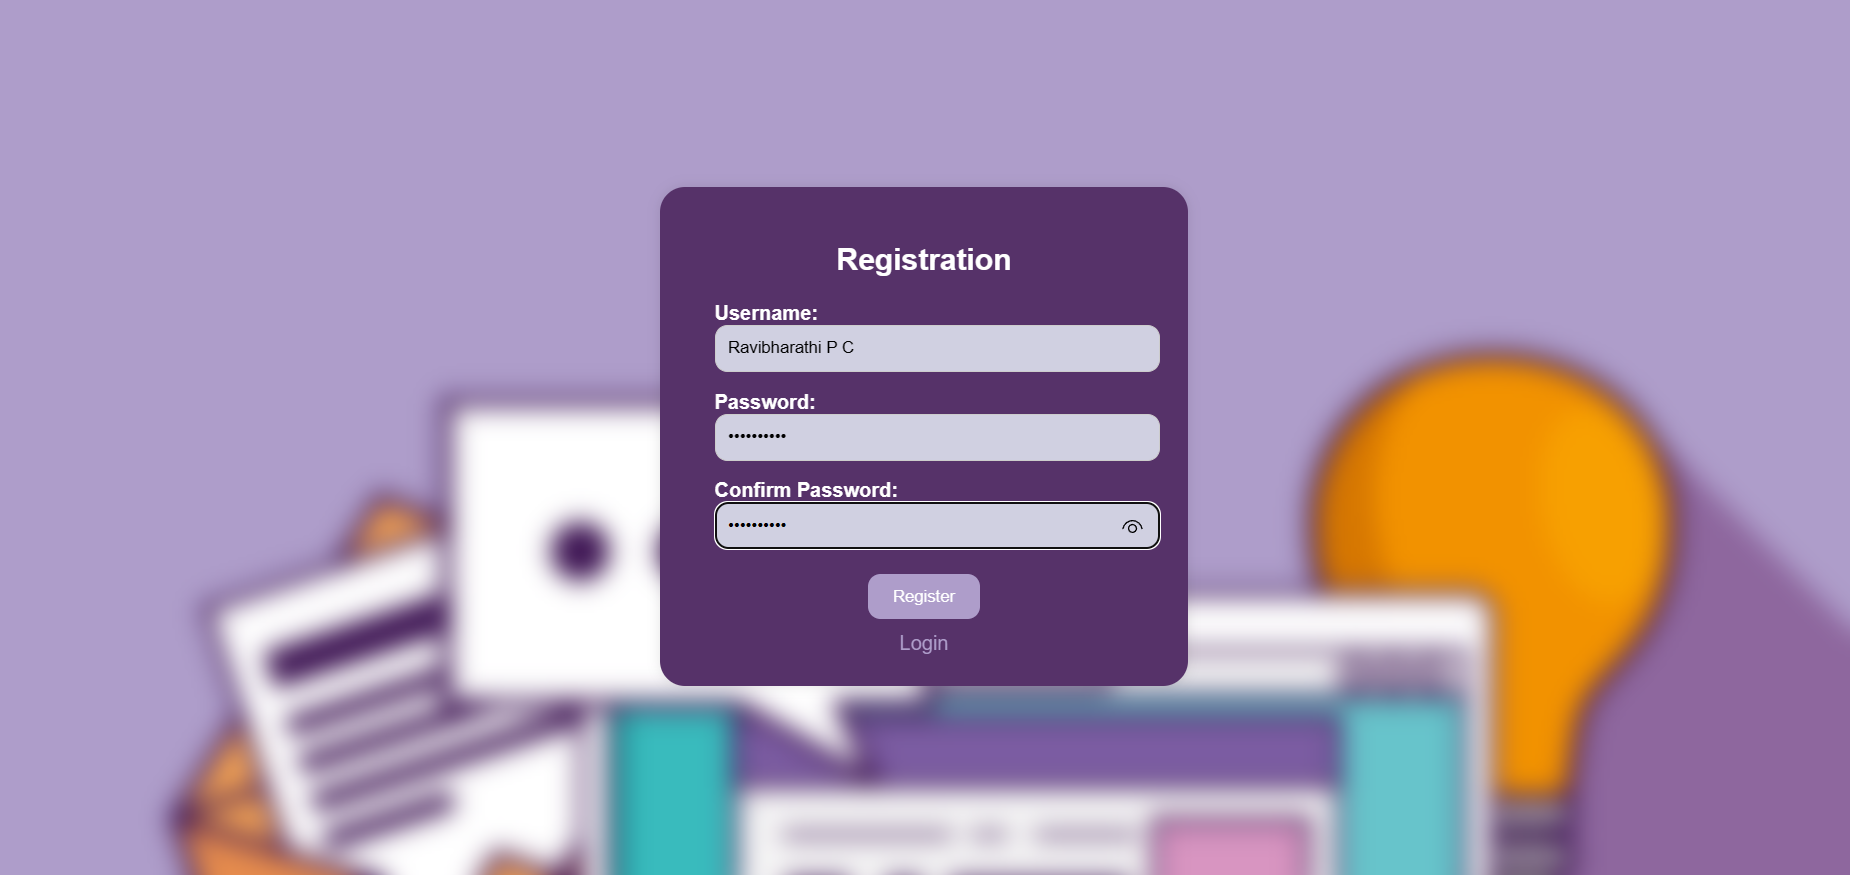 Registration
Username:
Ravibharathi P C
Password:
••••••••••
Confirm Password:
••••••••••
Register
Login